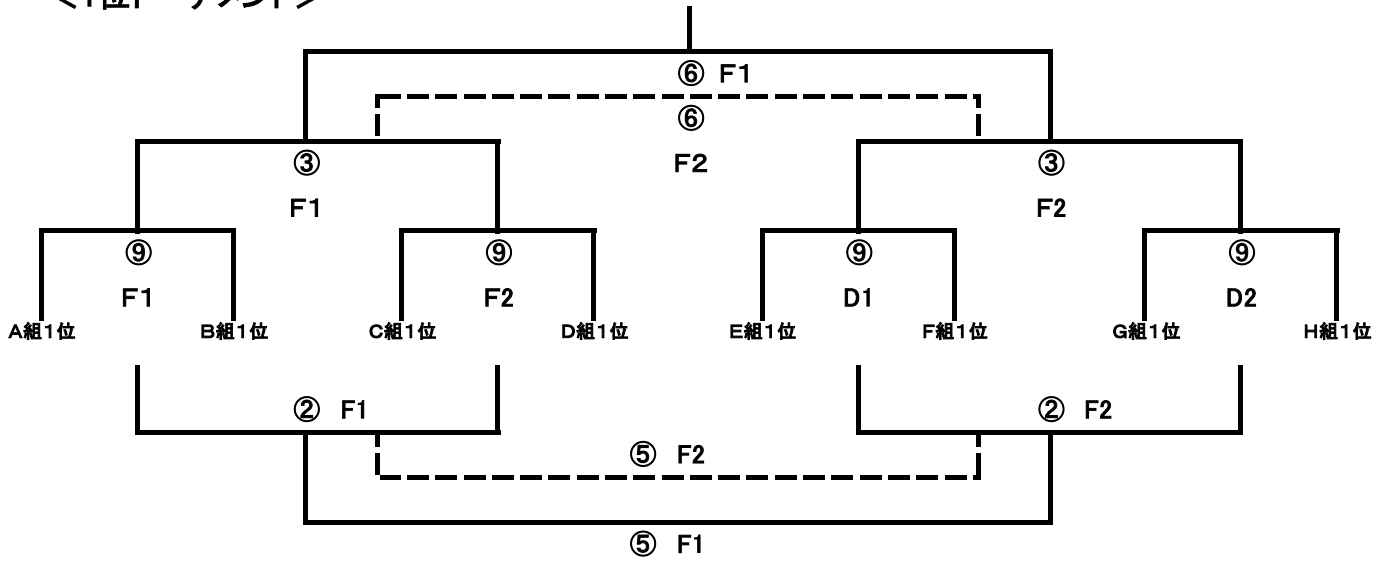 ⑥ F1
⑥
F2
③ ③
F1 F2
⑨ ⑨ ⑨ ⑨
F1 F2 D1 D2
A組1位 B組1位 C組1位 D組1位 E組1位 F組1位 G組1位 H組1位
② F1 ② F2
⑤ F2
⑤ F1